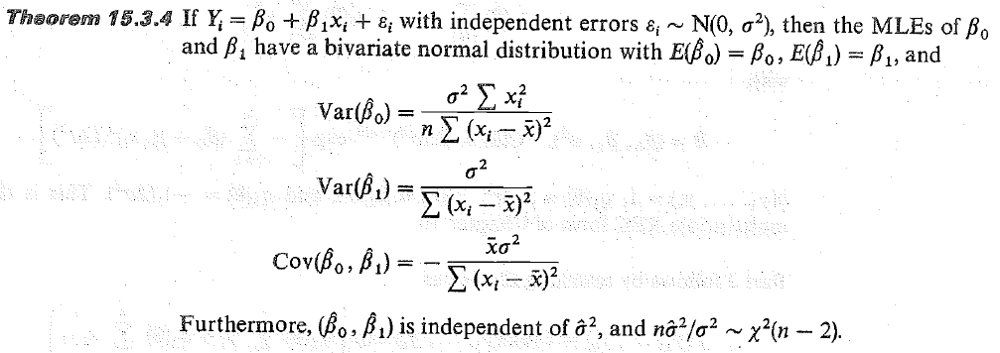 Theorem 15.3.4 If Yᵢ = β₀ + β₁xᵢ + εᵢ with independent errors εᵢ ~ N(0, σ²), then the MLEs of β₀
and β₁ have a bivariate normal distribution with E(β̂₀) = β₀, E(β̂₁) = β₁, and
Var(β̂₀) = σ² ∑ xᵢ² / n ∑ (xᵢ − x̄)²
Var(β̂₁) = σ² / ∑ (xᵢ − x̄)²
Cov(β̂₀, β̂₁) = − x̄σ² / ∑ (xᵢ − x̄)²
Furthermore, (β̂₀, β̂₁) is independent of σ̂², and nσ̂²/σ² ~ χ²(n − 2).